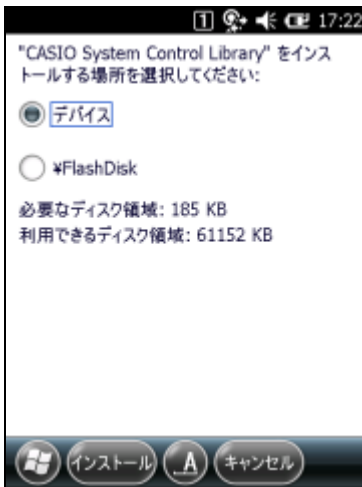 1 17:22
"CASIO System Control Library" をインス
トールする場所を選択してください:
デバイス
¥FlashDisk
必要なディスク領域: 185 KB
利用できるディスク領域: 61152 KB
インストール A キャンセル